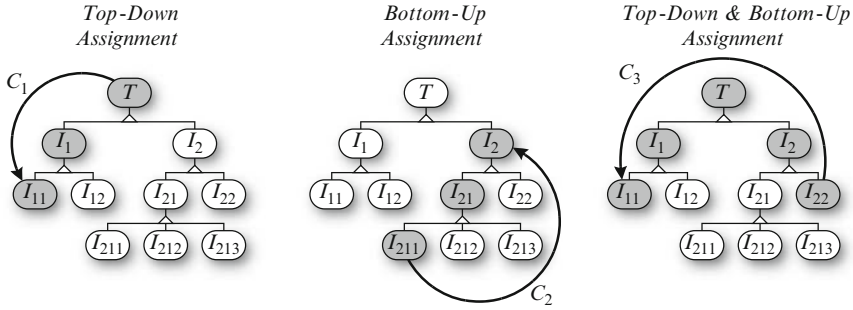 Top-Down Assignment
Bottom-Up Assignment
Top-Down & Bottom-Up Assignment
C₁
T
I₁
I₂
I₁₁
I₁₂
I₂₁
I₂₂
I₂₁₁
I₂₁₂
I₂₁₃
T
I₁
I₂
I₁₁
I₁₂
I₂₁
I₂₂
I₂₁₁
I₂₁₂
I₂₁₃
C₂
C₃
T
I₁
I₂
I₁₁
I₁₂
I₂₁
I₂₂
I₂₁₁
I₂₁₂
I₂₁₃